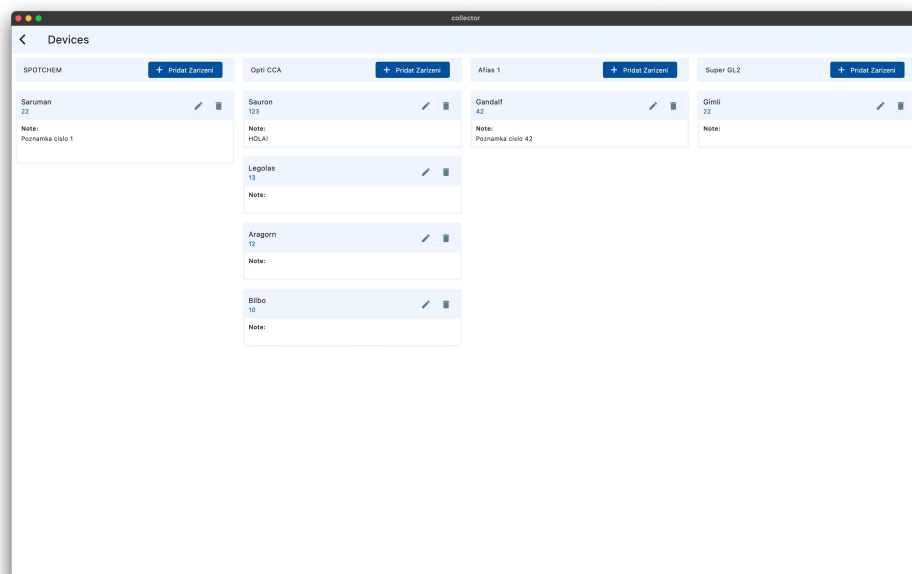 collector
Devices
SPOTCHEM
+ Pridat Zarizeni
Opti CCA
+ Pridat Zarizeni
Afias 1
+ Pridat Zarizeni
Super GL2
+ Pridat Zarizeni
Saruman
22
Note:
Poznamka cislo 1
Sauron
123
Note:
HOLA!
Legolas
13
Note:
Aragorn
12
Note:
Bilbo
10
Note:
Gandalf
42
Note:
Poznamka cislo 42
Gimli
22
Note: